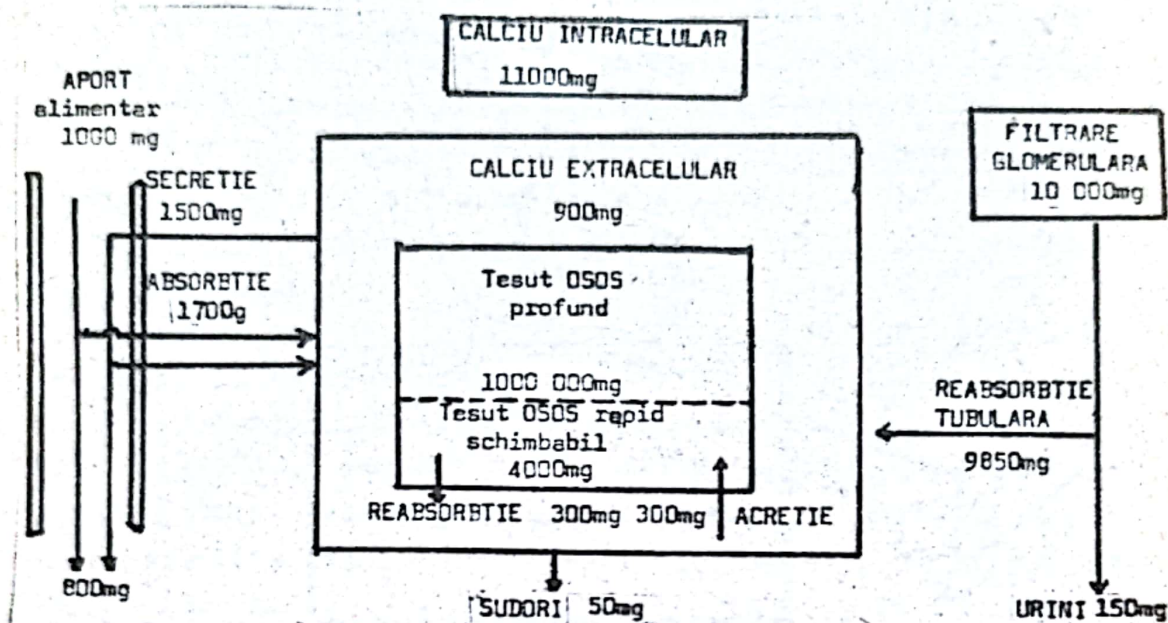 CALCIU INTRACELULAR
11000mg
APORT
alimentar
1000 mg
SECRETIE
1500mg
ABSORBTIE
1700g
CALCIU EXTRACELULAR
900mg
Tesut OSOS
profund
1000 000mg
Tesut OSOS rapid
schimbabil
4000mg
REABSORBTIE 300mg 300mg ACRETIE
FILTRARE
GLOMERULARA
10 000mg
REABSORBTIE
TUBULARA
9850mg
800mg
SUDORI 50mg
URINI 150mg